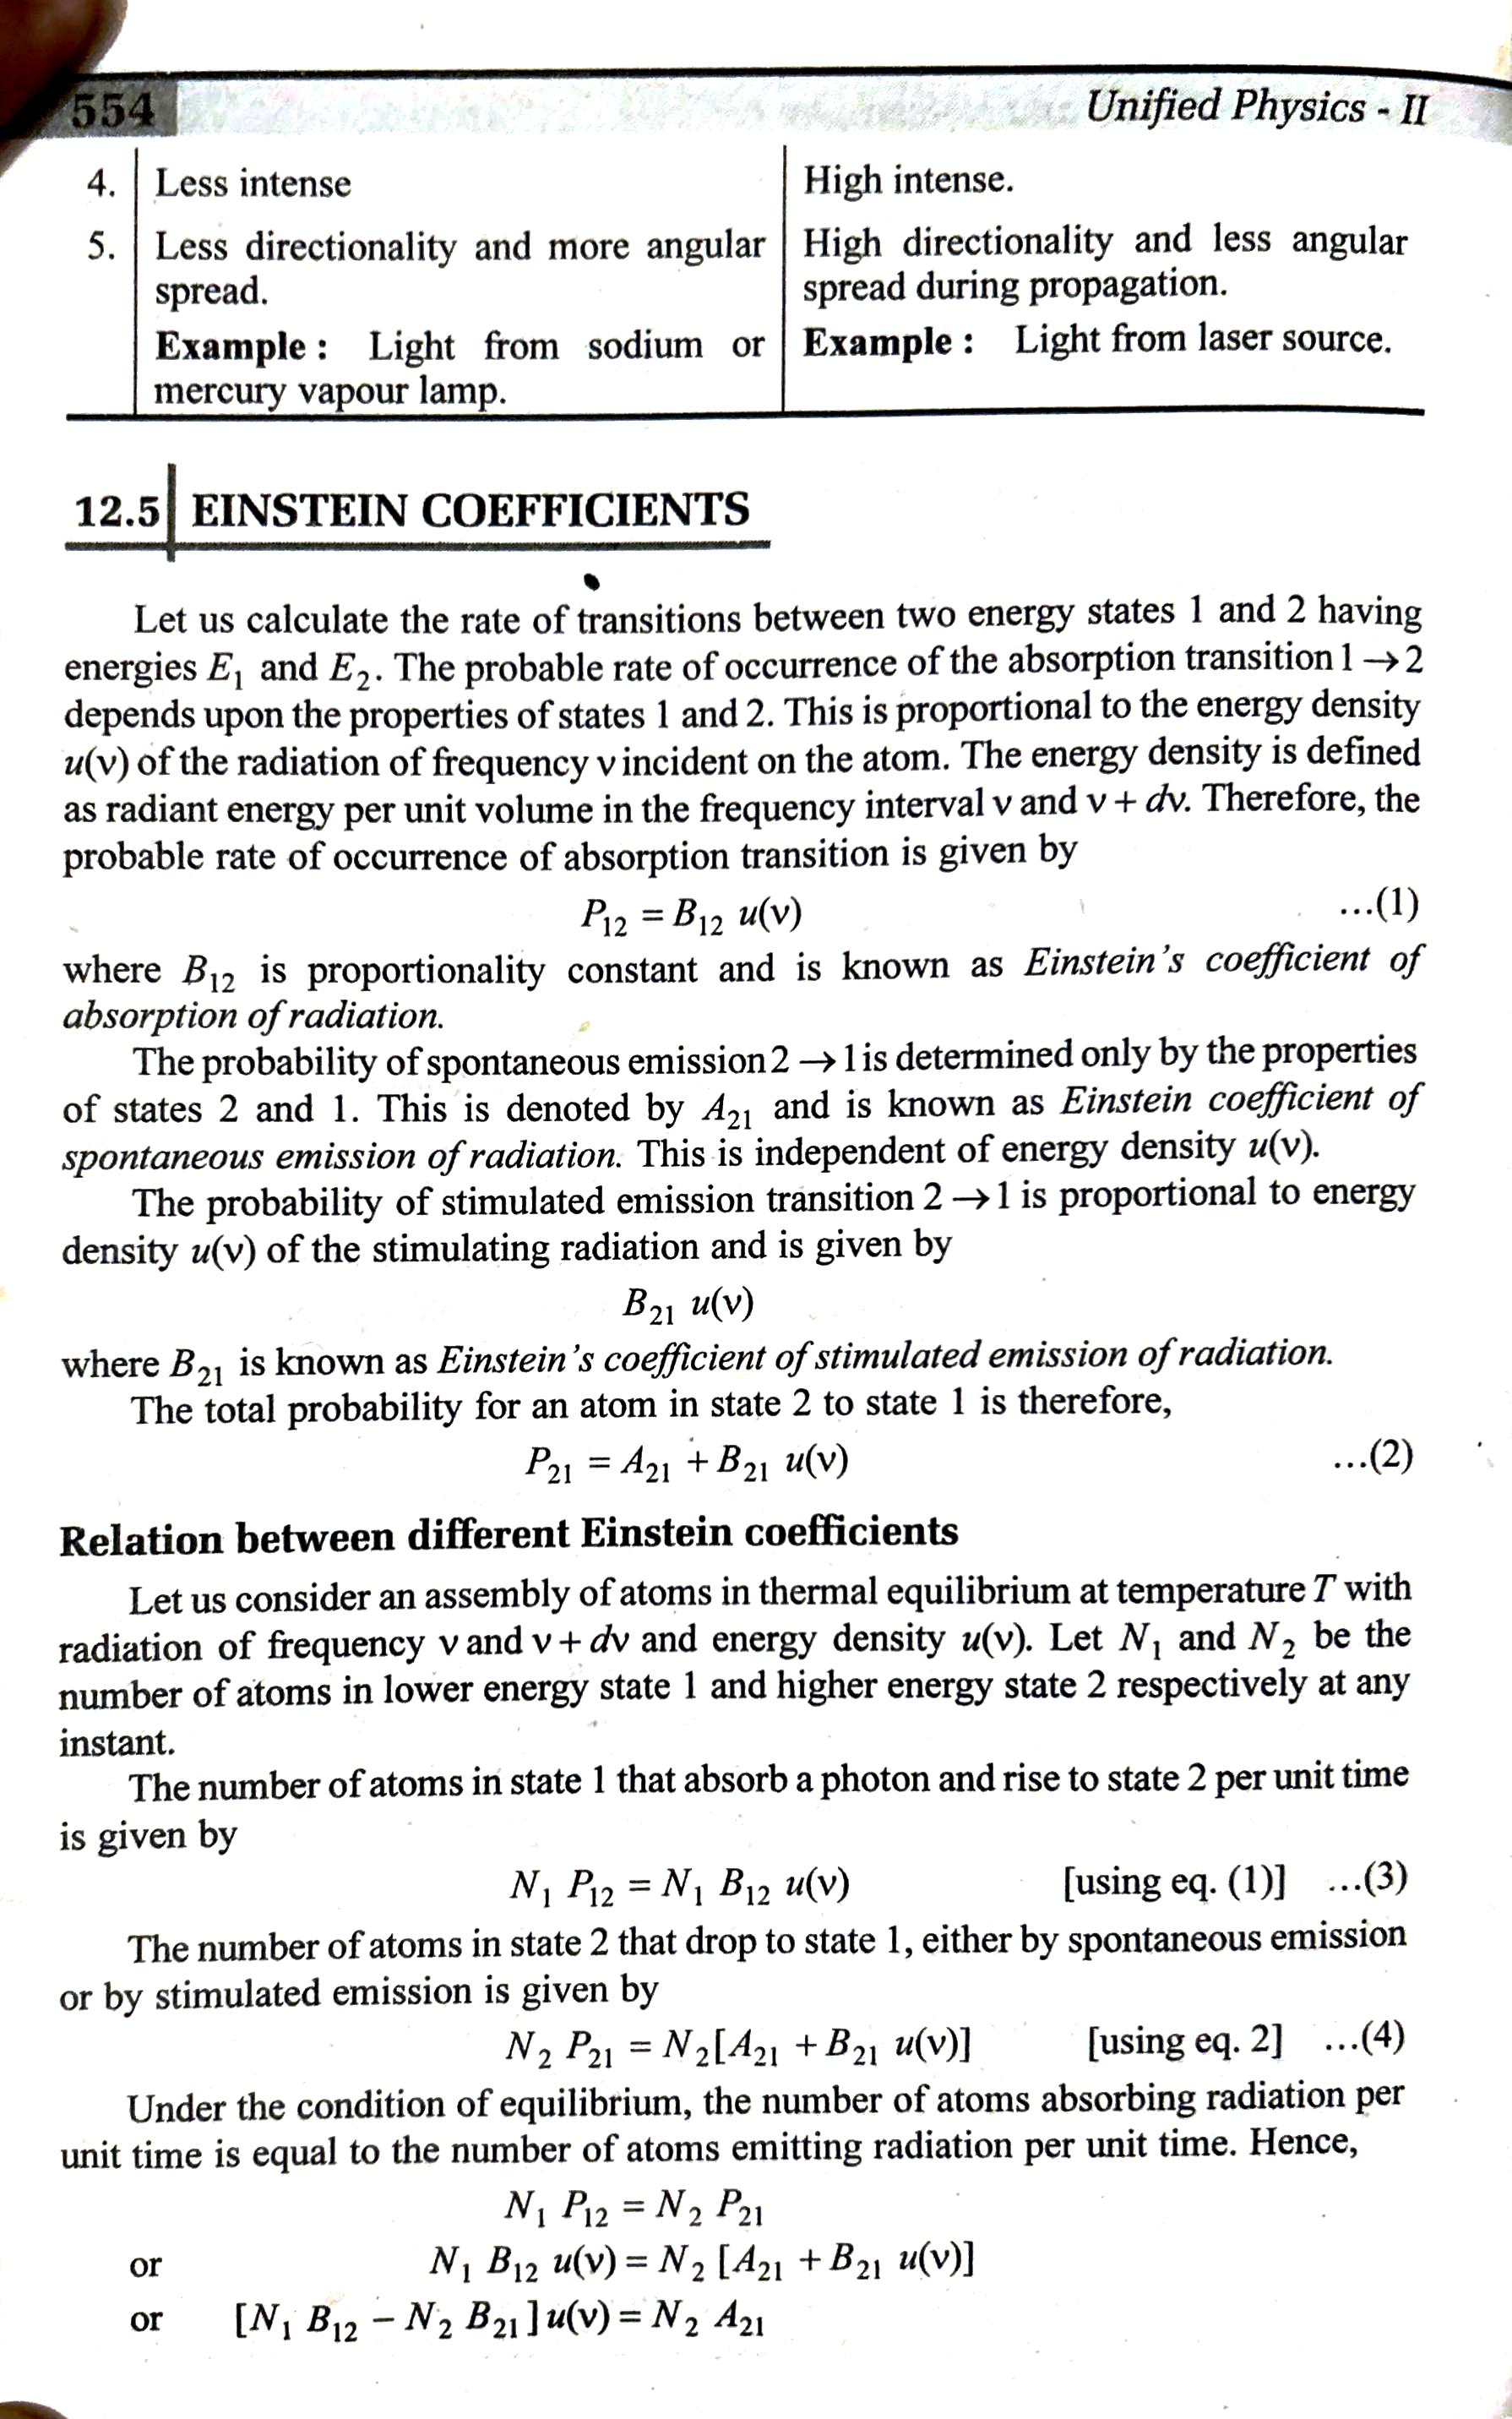 554 Unified Physics - II
4. Less intense High intense.
5. Less directionality and more angular High directionality and less angular
spread. spread during propagation.
Example : Light from sodium or Example : Light from laser source.
mercury vapour lamp.
12.5 EINSTEIN COEFFICIENTS
Let us calculate the rate of transitions between two energy states 1 and 2 having
energies E₁ and E₂. The probable rate of occurrence of the absorption transition 1 → 2
depends upon the properties of states 1 and 2. This is proportional to the energy density
u(ν) of the radiation of frequency ν incident on the atom. The energy density is defined
as radiant energy per unit volume in the frequency interval ν and ν + dν. Therefore, the
probable rate of occurrence of absorption transition is given by
P₁₂ = B₁₂ u(ν) ...(1)
where B₁₂ is proportionality constant and is known as Einstein's coefficient of
absorption of radiation.
The probability of spontaneous emission 2 → 1 is determined only by the properties
of states 2 and 1. This is denoted by A₂₁ and is known as Einstein coefficient of
spontaneous emission of radiation. This is independent of energy density u(ν).
The probability of stimulated emission transition 2 → 1 is proportional to energy
density u(ν) of the stimulating radiation and is given by
B₂₁ u(ν)
where B₂₁ is known as Einstein's coefficient of stimulated emission of radiation.
The total probability for an atom in state 2 to state 1 is therefore,
P₂₁ = A₂₁ + B₂₁ u(ν) ...(2)
Relation between different Einstein coefficients
Let us consider an assembly of atoms in thermal equilibrium at temperature T with
radiation of frequency ν and ν + dν and energy density u(ν). Let N₁ and N₂ be the
number of atoms in lower energy state 1 and higher energy state 2 respectively at any
instant.
The number of atoms in state 1 that absorb a photon and rise to state 2 per unit time
is given by
N₁ P₁₂ = N₁ B₁₂ u(ν) [using eq. (1)] ...(3)
The number of atoms in state 2 that drop to state 1, either by spontaneous emission
or by stimulated emission is given by
N₂ P₂₁ = N₂[A₂₁ + B₂₁ u(ν)] [using eq. 2] ...(4)
Under the condition of equilibrium, the number of atoms absorbing radiation per
unit time is equal to the number of atoms emitting radiation per unit time. Hence,
N₁ P₁₂ = N₂ P₂₁
or N₁ B₁₂ u(ν) = N₂ [A₂₁ + B₂₁ u(ν)]
or [N₁ B₁₂ − N₂ B₂₁] u(ν) = N₂ A₂₁